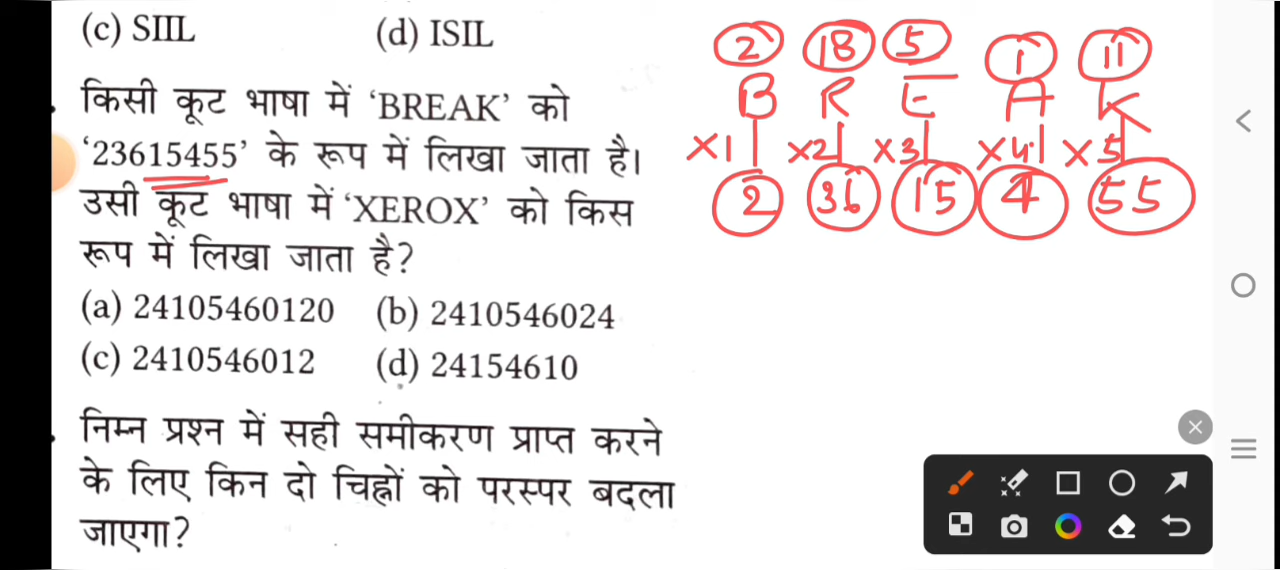 (c) SIIL (d) ISIL
किसी कूट भाषा में ‘BREAK’ को
‘23615455’ के रूप में लिखा जाता है।
उसी कूट भाषा में ‘XEROX’ को किस
रूप में लिखा जाता है?
(a) 24105460120 (b) 2410546024
(c) 2410546012 (d) 24154610
निम्न प्रश्न में सही समीकरण प्राप्त करने
के लिए किन दो चिह्नों को परस्पर बदला
जाएगा?
2 18 5 1 11
B R E A K
×1 ×2 ×3 ×4 ×5
2 36 15 4 55